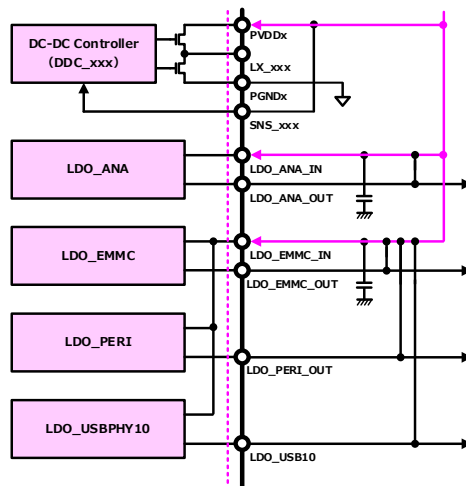 DC-DC Controller
(DDC_xxx)
PVDDx
LX_xxx
PGNDx
SNS_xxx
LDO_ANA
LDO_ANA_IN
LDO_ANA_OUT
LDO_EMMC
LDO_EMMC_IN
LDO_EMMC_OUT
LDO_PERI
LDO_PERI_OUT
LDO_USBPHY10
LDO_USB10